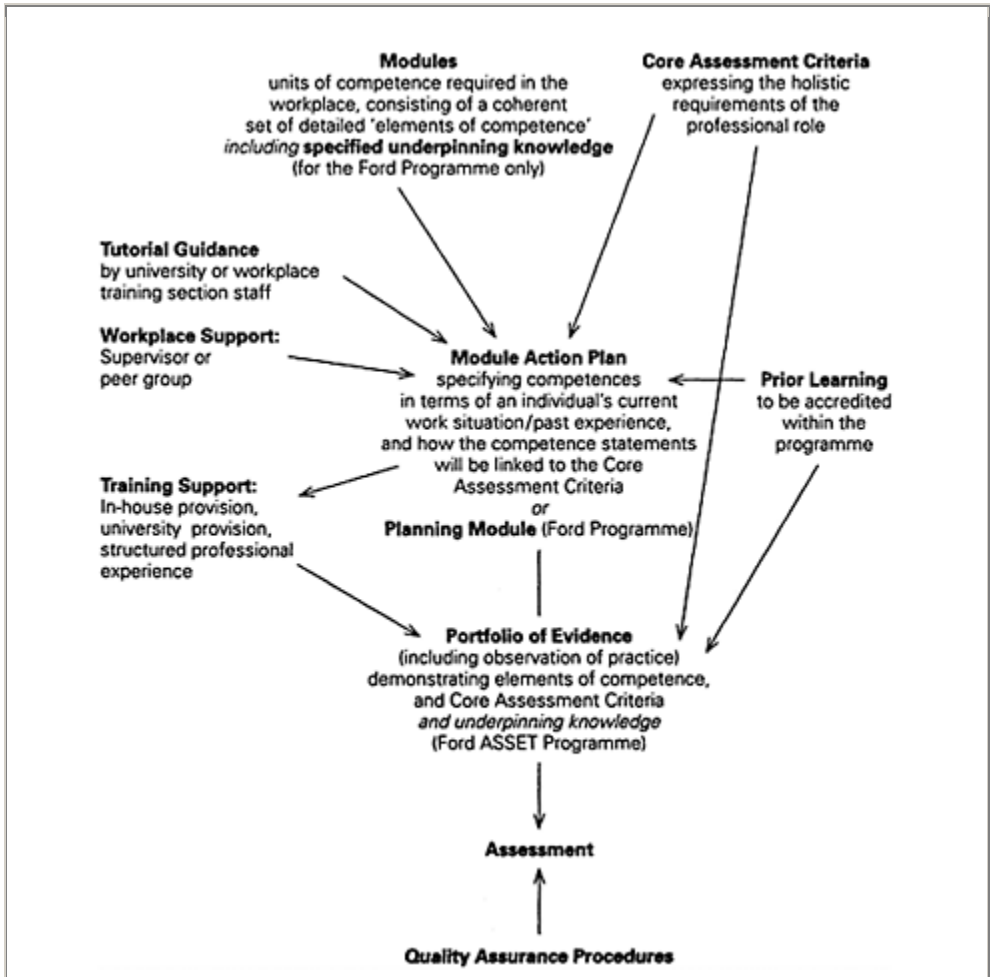 Modules
units of competence required in the
workplace, consisting of a coherent
set of detailed 'elements of competence'
including specified underpinning knowledge
(for the Ford Programme only)
Core Assessment Criteria
expressing the holistic
requirements of the
professional role
Tutorial Guidance
by university or workplace
training section staff
Workplace Support:
Supervisor or
peer group
Module Action Plan
specifying competences
in terms of an individual's current
work situation/past experience,
and how the competence statements
will be linked to the Core
Assessment Criteria
or
Planning Module (Ford Programme)
Prior Learning
to be accredited
within the
programme
Training Support:
In-house provision,
university provision,
structured professional
experience
Portfolio of Evidence
(including observation of practice)
demonstrating elements of competence,
and Core Assessment Criteria
and underpinning knowledge
(Ford ASSET Programme)
Assessment
Quality Assurance Procedures